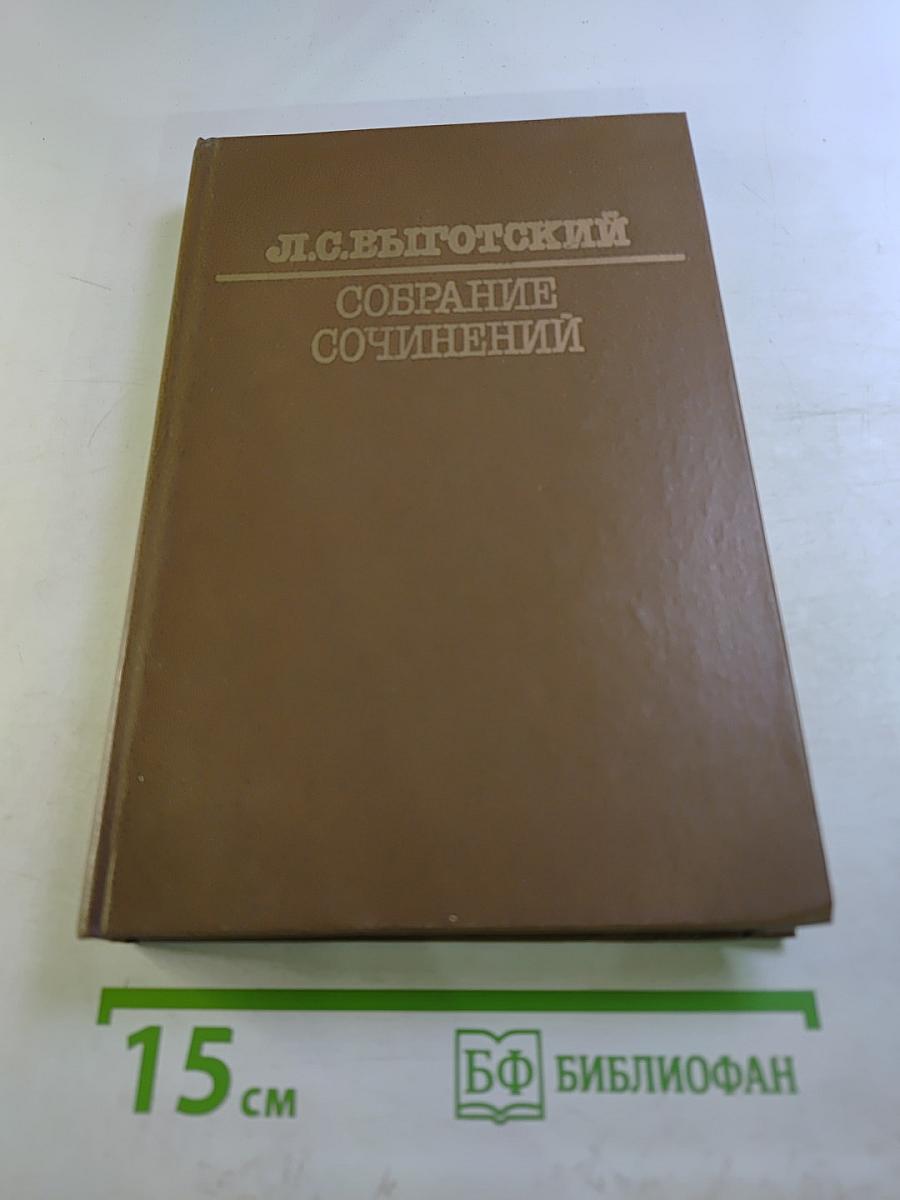 Л.С.ВЫГОТСКИЙ
СОБРАНИЕ
СОЧИНЕНИЙ
15 см
БФ БИБЛИОФАН